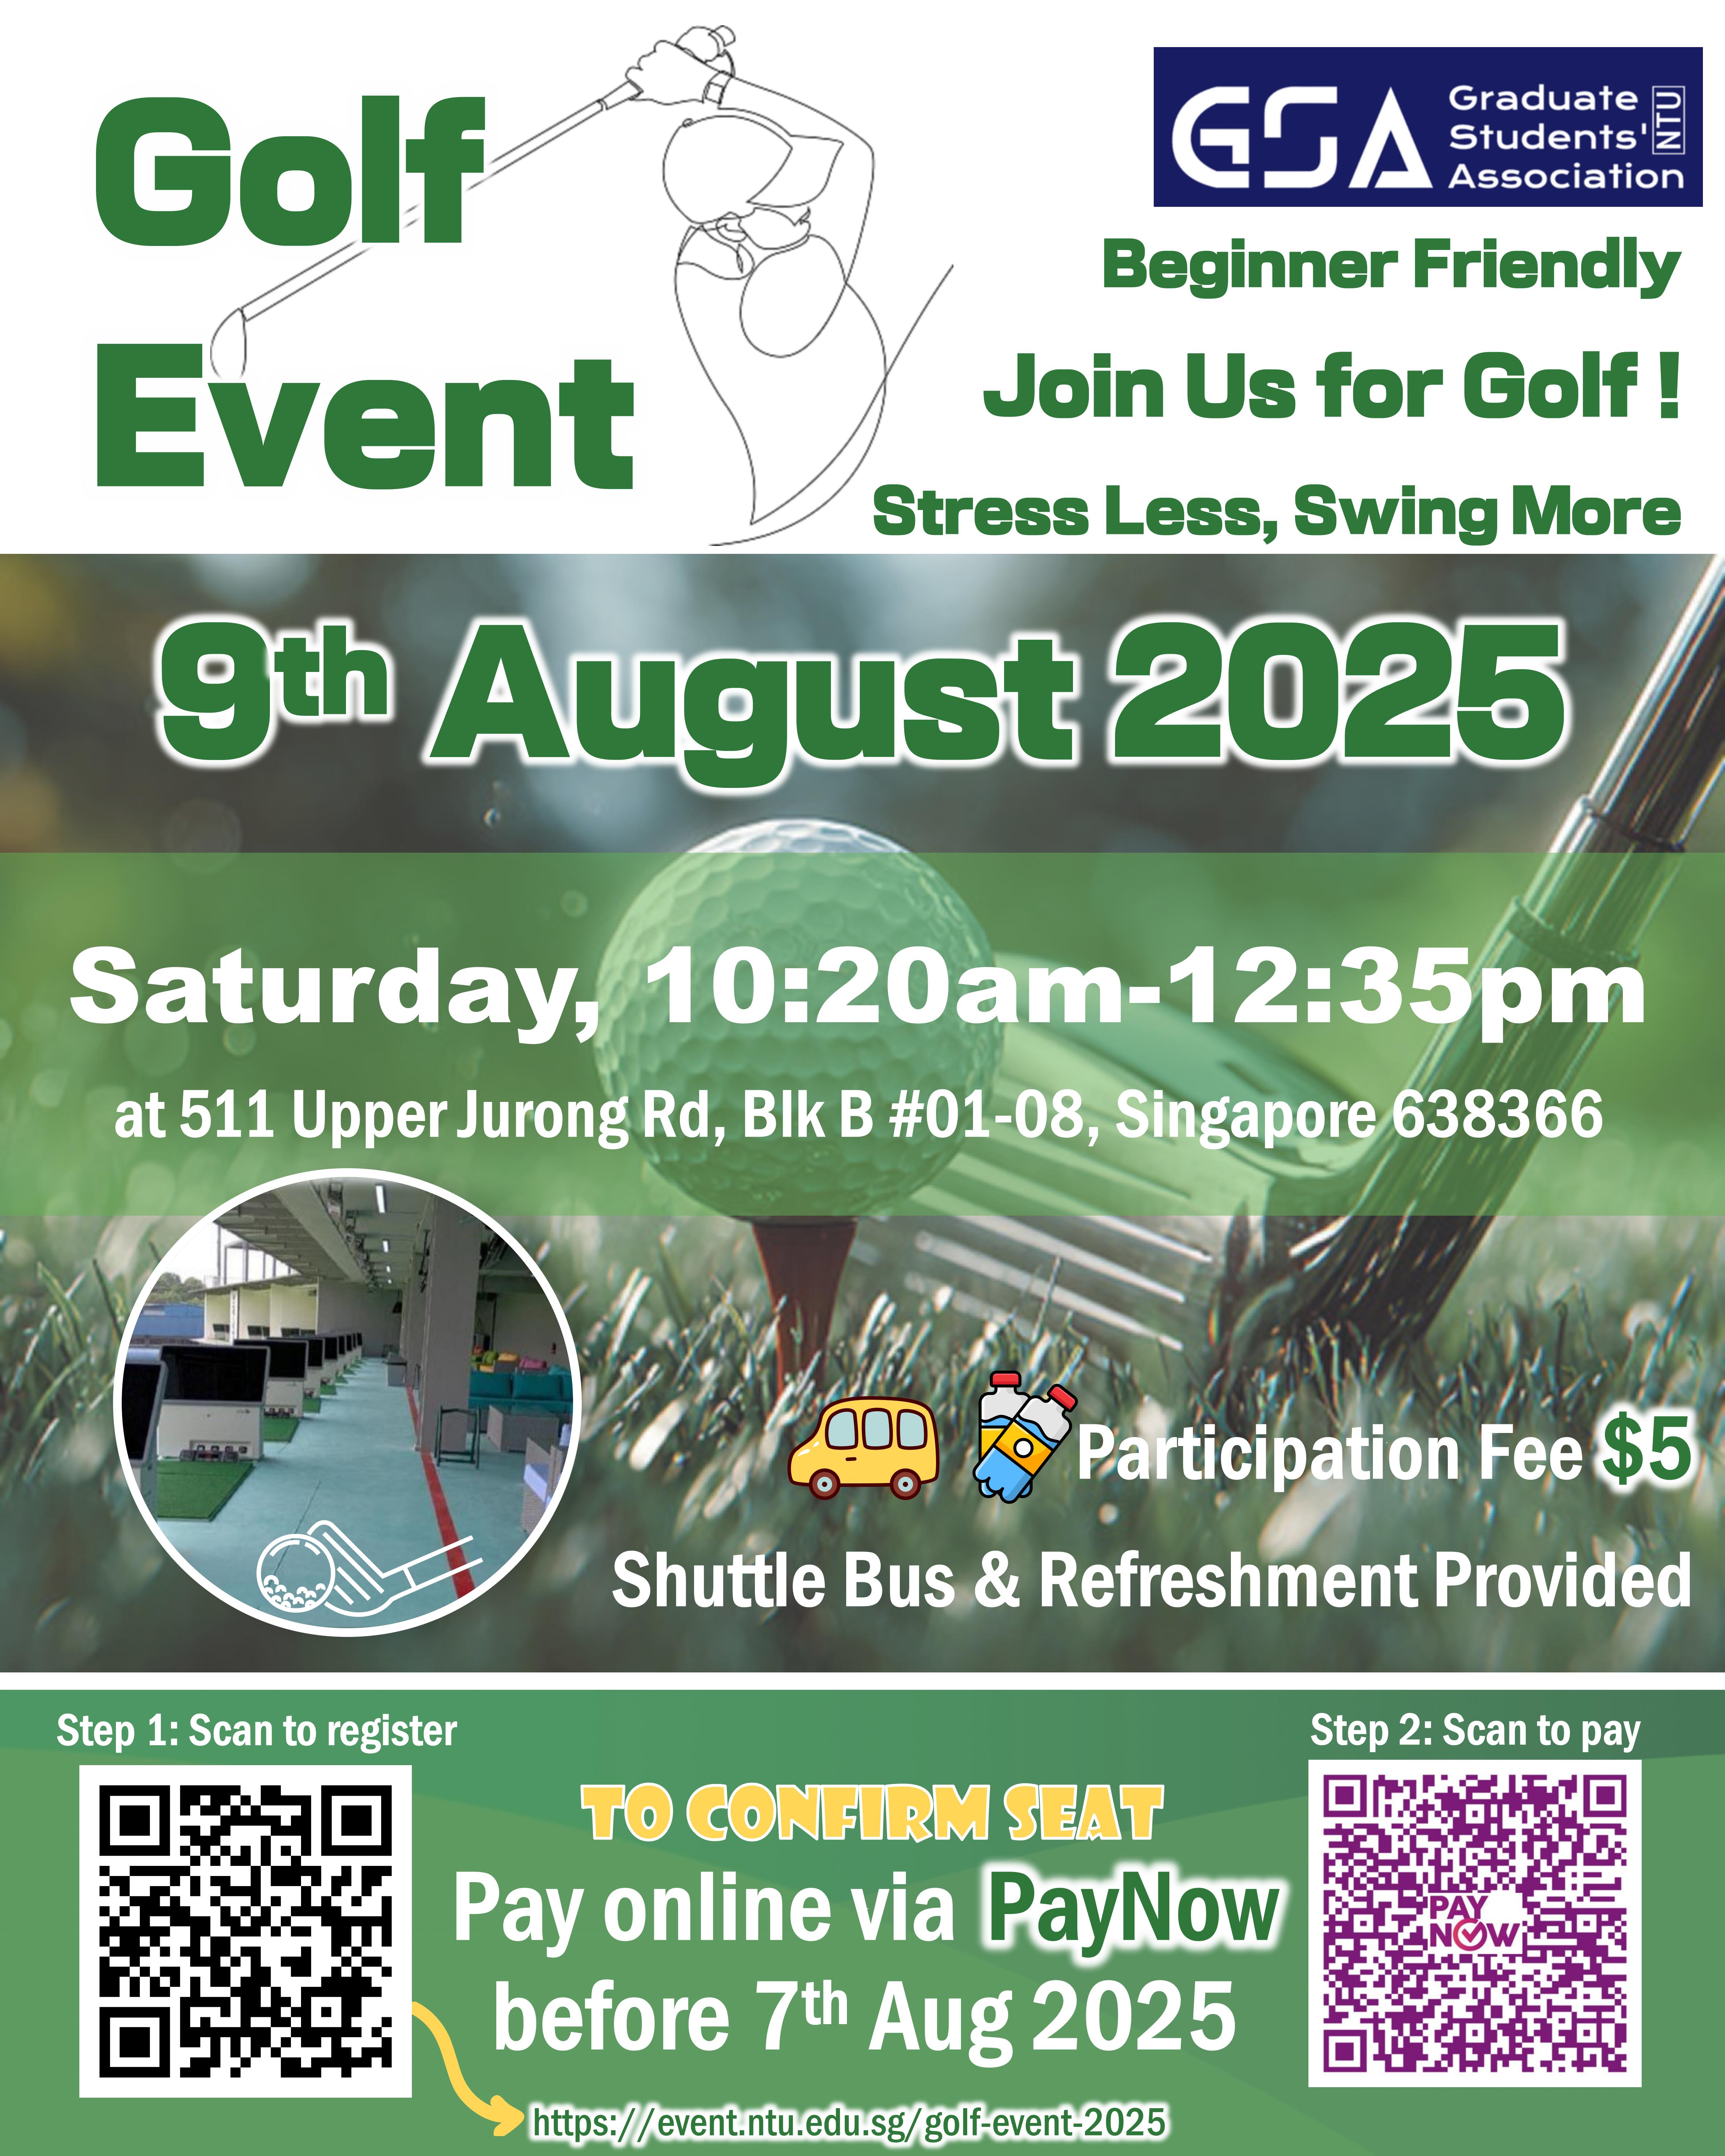 Golf
Event
GSA
Graduate
Students'
Association
NTU
Beginner Friendly
Join Us for Golf !
Stress Less, Swing More
9th August 2025
Saturday, 10:20am-12:35pm
at 511 Upper Jurong Rd, Blk B #01-08, Singapore 638366
Participation Fee $5
Shuttle Bus & Refreshment Provided
Step 1: Scan to register
Step 2: Scan to pay
TO CONFIRM SEAT
Pay online via PayNow
before 7th Aug 2025
PAY
NOW
https://event.ntu.edu.sg/golf-event-2025